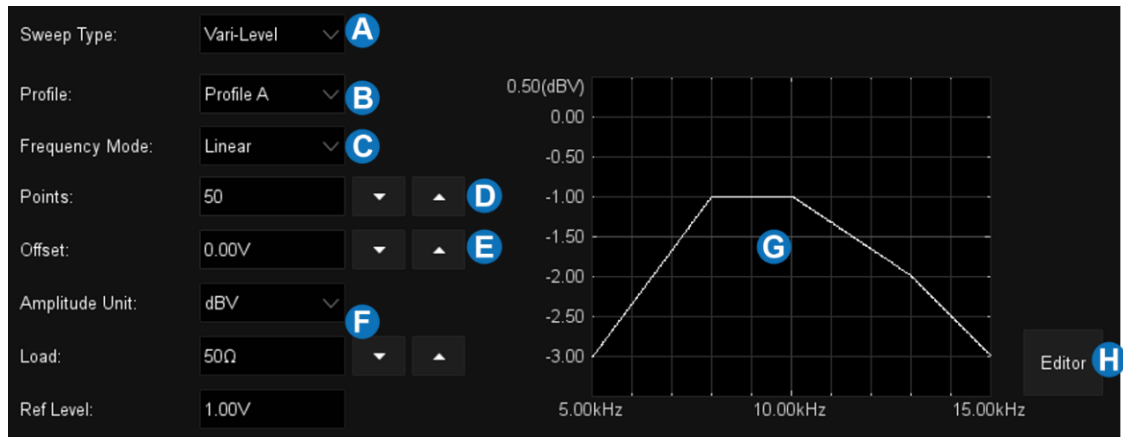 Sweep Type: Vari-Level A
Profile: Profile A B
Frequency Mode: Linear C
Points: 50 D
Offset: 0.00V E
Amplitude Unit: dBV
F
Load: 50Ω
Ref Level: 1.00V
0.50(dBV)
0.00
-0.50
-1.00
-1.50
-2.00
-2.50
-3.00
G
5.00kHz 10.00kHz 15.00kHz
Editor H